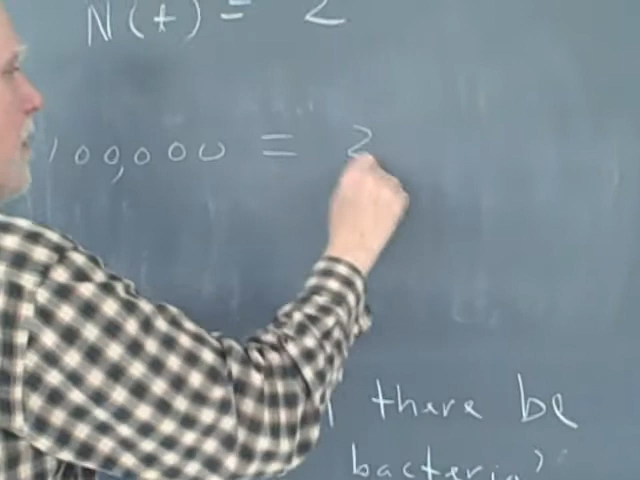 N(t) = 2
100,000 = 2
there be
bacteria?